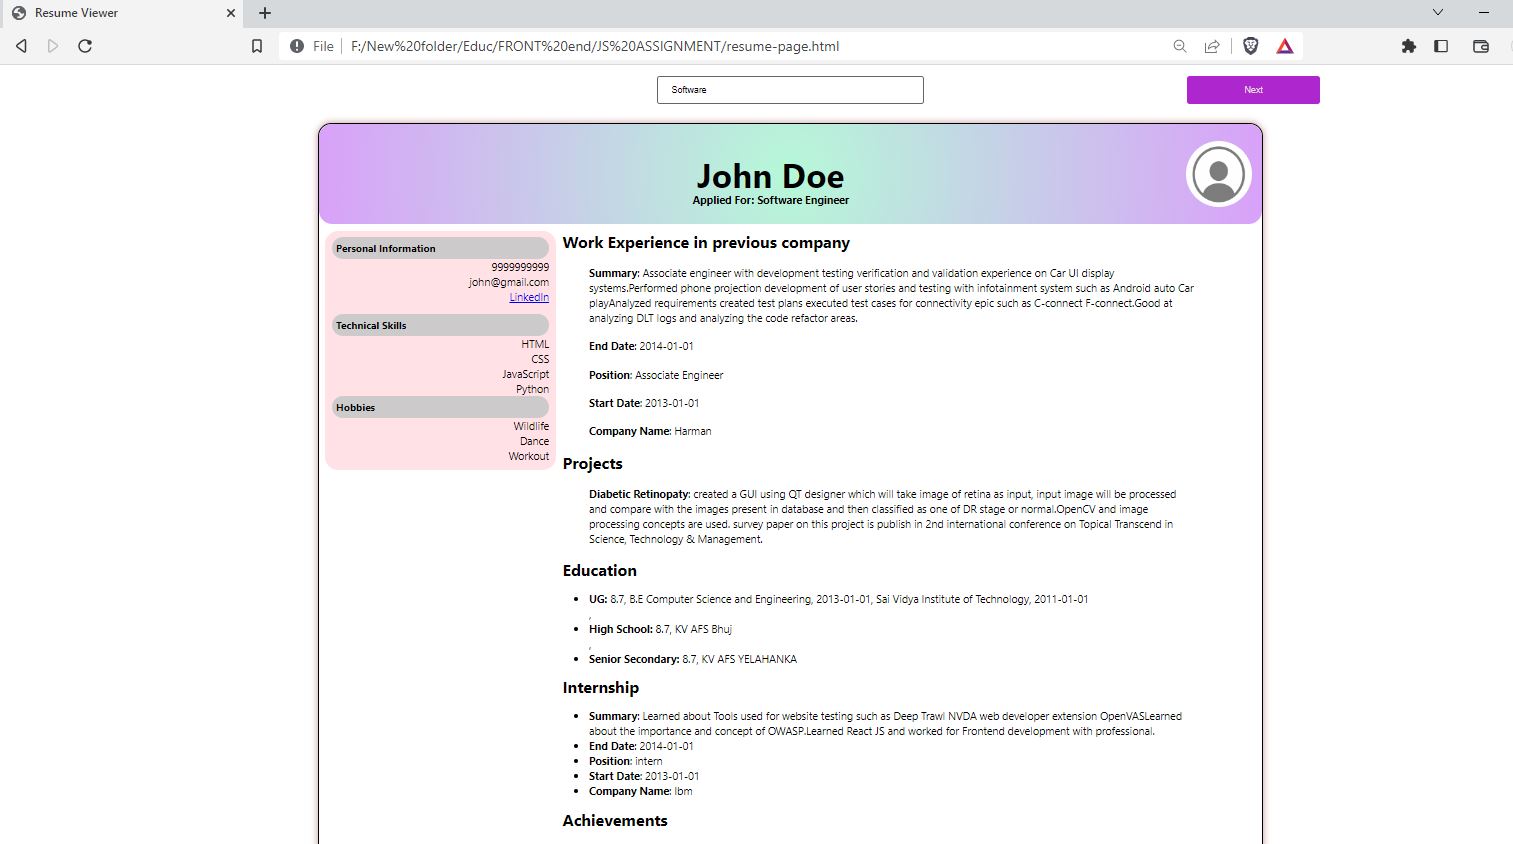 Resume Viewer
File F:/New%20folder/Educ/FRONT%20end/JS%20ASSIGNMENT/resume-page.html
Software
Next
John Doe
Applied For: Software Engineer
Personal Information
9999999999
john@gmail.com
LinkedIn
Technical Skills
HTML
CSS
JavaScript
Python
Hobbies
Wildlife
Dance
Workout
Work Experience in previous company
Summary: Associate engineer with development testing verification and validation experience on Car UI display
systems.Performed phone projection development of user stories and testing with infotainment system such as Android auto Car
playAnalyzed requirements created test plans executed test cases for connectivity epic such as C-connect F-connect.Good at
analyzing DLT logs and analyzing the code refactor areas.
End Date: 2014-01-01
Position: Associate Engineer
Start Date: 2013-01-01
Company Name: Harman
Projects
Diabetic Retinopaty: created a GUI using QT designer which will take image of retina as input, input image will be processed
and compare with the images present in database and then classified as one of DR stage or normal.OpenCV and image
processing concepts are used. survey paper on this project is publish in 2nd international conference on Topical Transcend in
Science, Technology & Management.
Education
• UG: 8.7, B.E Computer Science and Engineering, 2013-01-01, Sai Vidya Institute of Technology, 2011-01-01
,
• High School: 8.7, KV AFS Bhuj
,
• Senior Secondary: 8.7, KV AFS YELAHANKA
Internship
• Summary: Learned about Tools used for website testing such as Deep Trawl NVDA web developer extension OpenVASLearned
about the importance and concept of OWASP.Learned React JS and worked for Frontend development with professional.
• End Date: 2014-01-01
• Position: intern
• Start Date: 2013-01-01
• Company Name: Ibm
Achievements